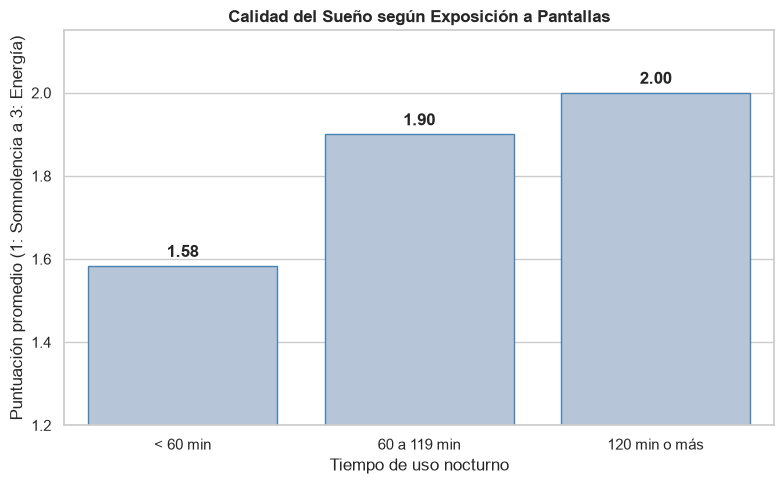 Calidad del Sueño según Exposición a Pantallas
Puntuación promedio (1: Somnolencia a 3: Energía)
2.0
1.8
1.6
1.4
1.2
1.58
1.90
2.00
< 60 min
60 a 119 min
120 min o más
Tiempo de uso nocturno